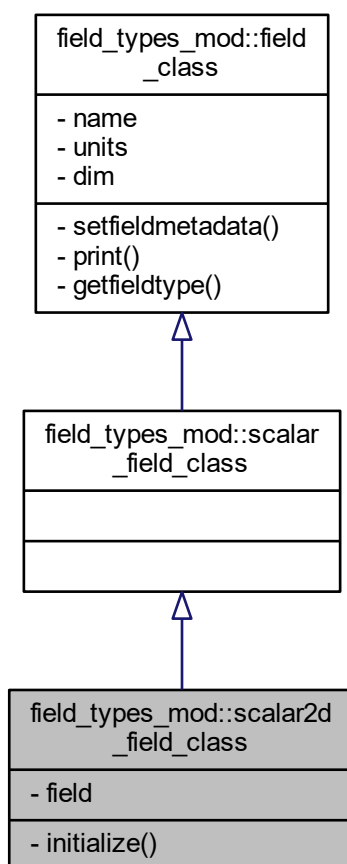 field_types_mod::field
_class
- name
- units
- dim
- setfieldmetadata()
- print()
- getfieldtype()
field_types_mod::scalar
_field_class
field_types_mod::scalar2d
_field_class
- field
- initialize()